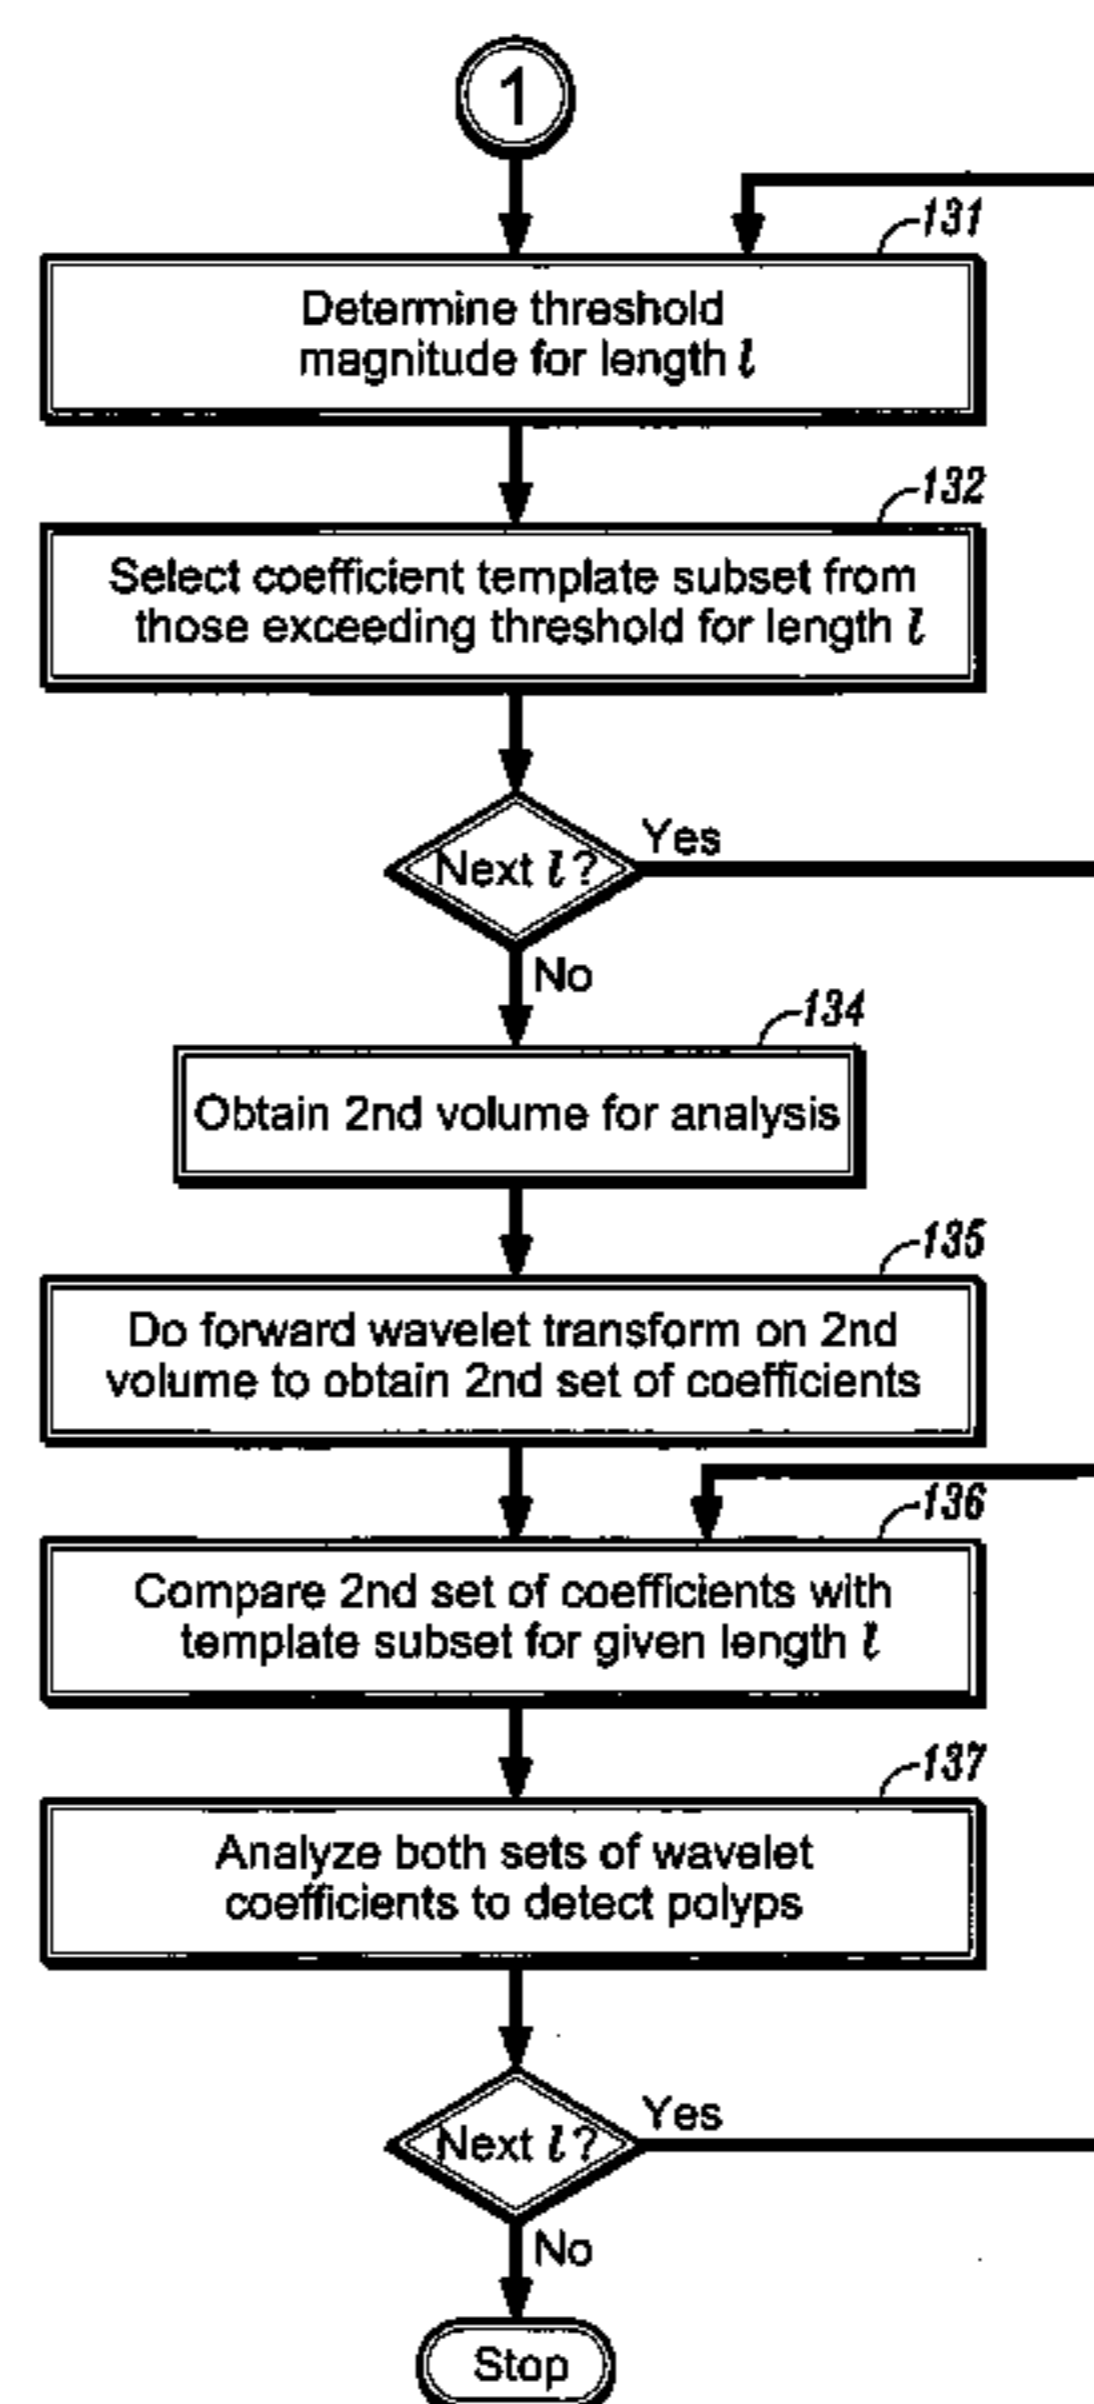 1
131
Determine threshold
magnitude for length l
132
Select coefficient template subset from
those exceeding threshold for length l
Next l?
Yes
No
134
Obtain 2nd volume for analysis
135
Do forward wavelet transform on 2nd
volume to obtain 2nd set of coefficients
136
Compare 2nd set of coefficients with
template subset for given length l
137
Analyze both sets of wavelet
coefficients to detect polyps
Next l?
Yes
No
Stop